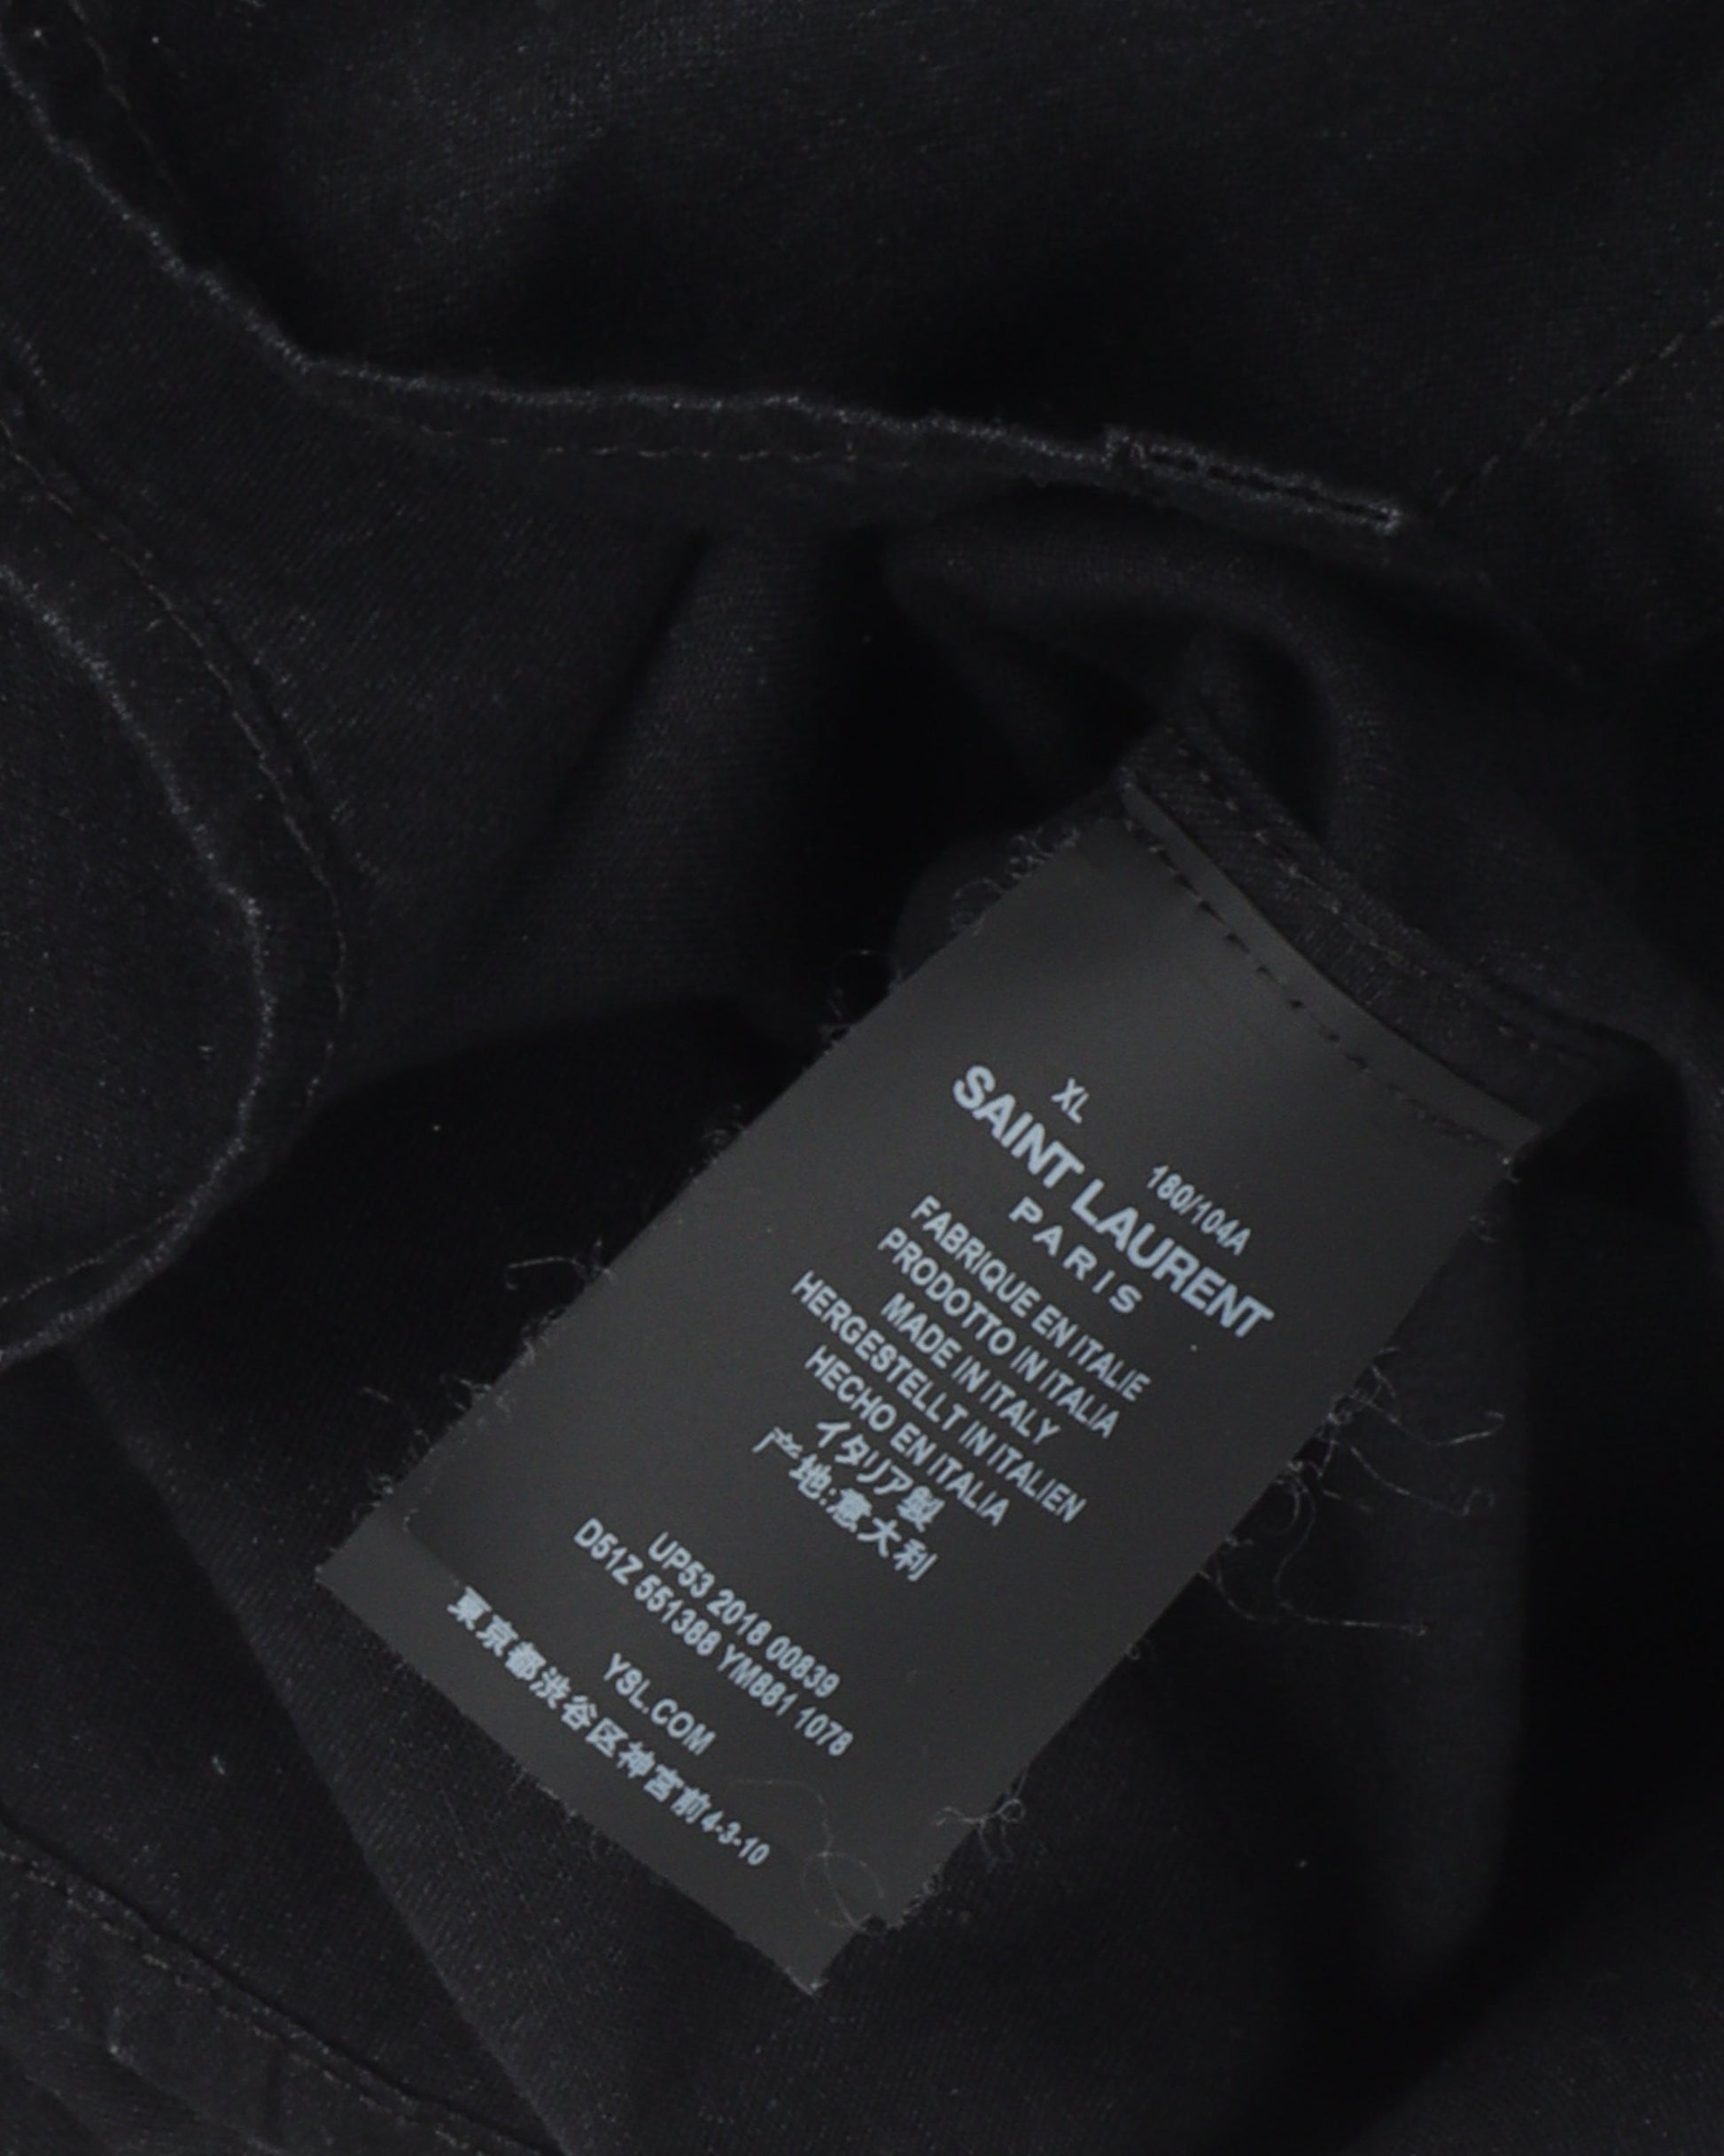 XL
180/104A
SAINT LAURENT
PARIS
FABRIQUE EN ITALIE
PRODOTTO IN ITALIA
MADE IN ITALY
HERGESTELLT IN ITALIEN
HECHO EN ITALIA
イタリア製
产地:意大利
UP53 2018 00839
D51Z 551388 YM881 1078
YSL.COM
東京都渋谷区神宮前4-3-10